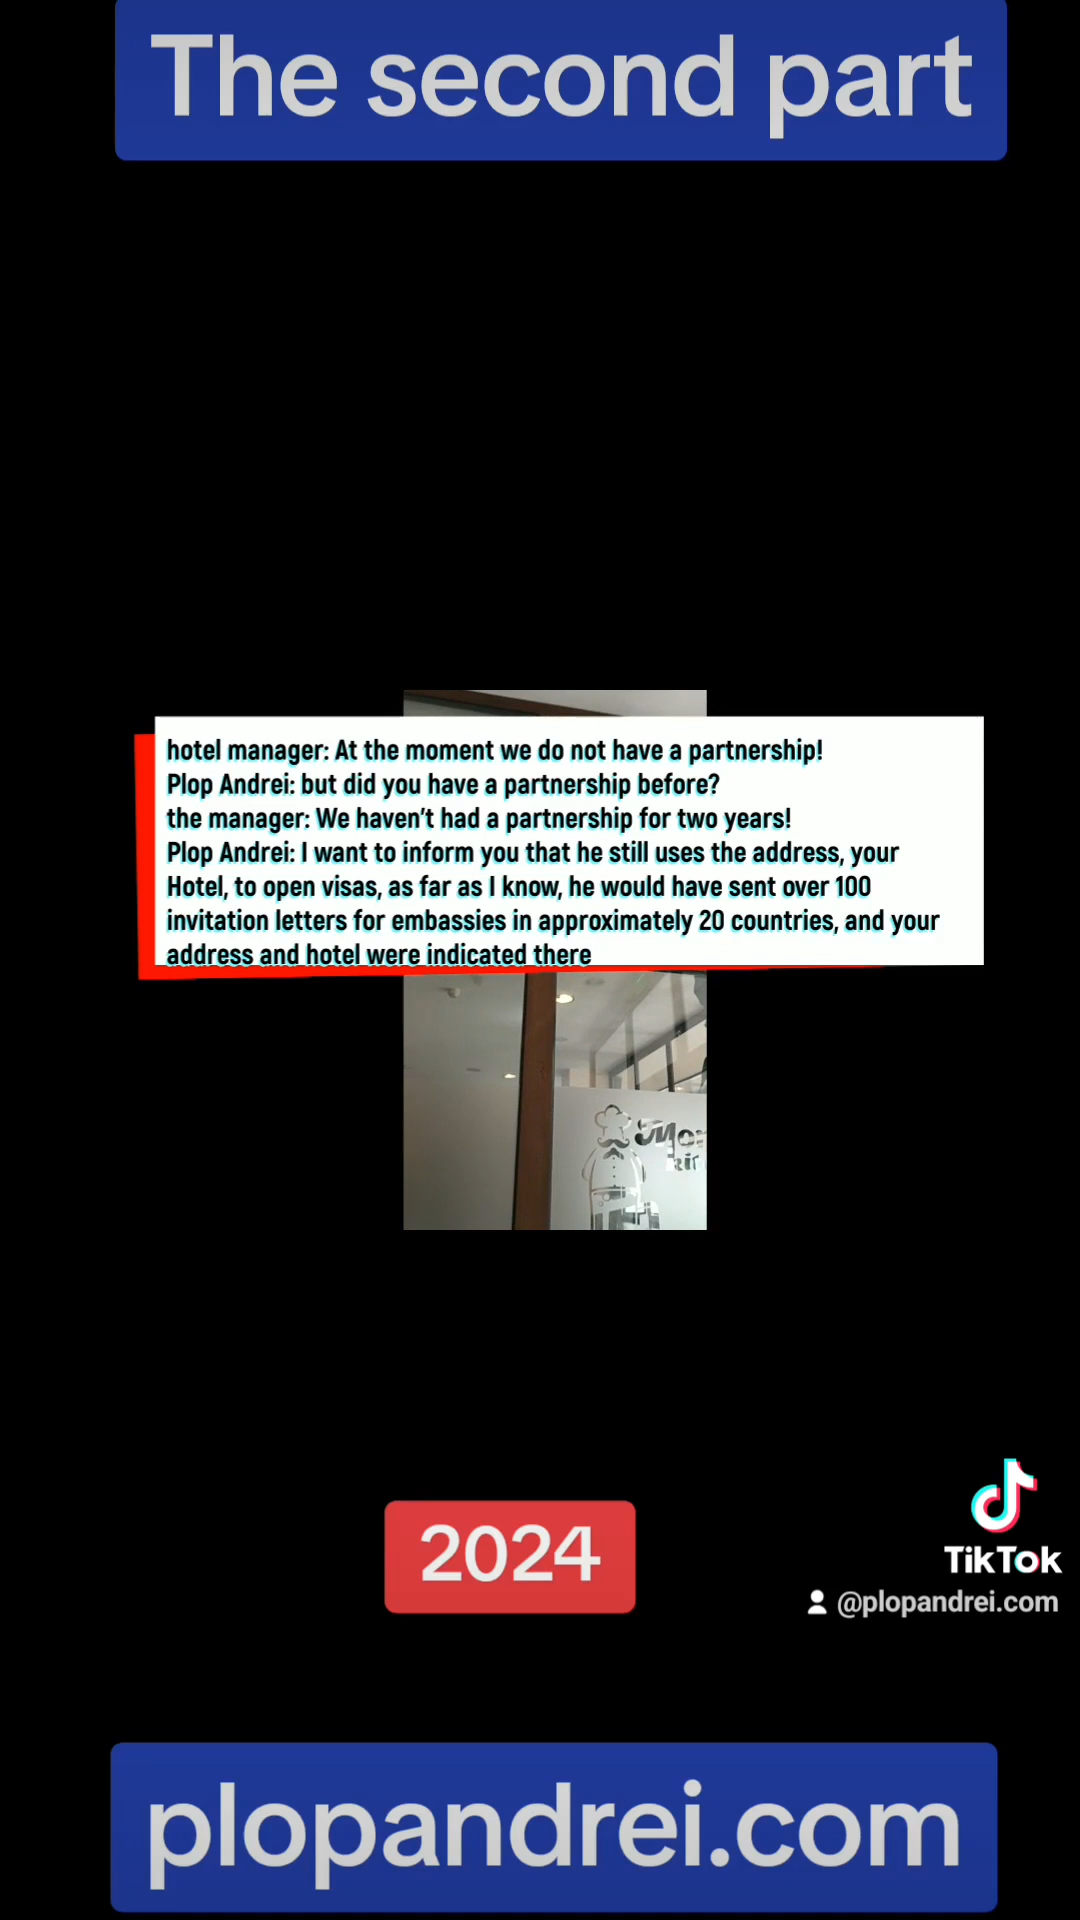 The second part
hotel manager: At the moment we do not have a partnership!
Plop Andrei: but did you have a partnership before?
the manager: We haven't had a partnership for two years!
Plop Andrei: I want to inform you that he still uses the address, your
Hotel, to open visas, as far as I know, he would have sent over 100
invitation letters for embassies in approximately 20 countries, and your
address and hotel were indicated there
2024
TikTok
@plopandrei.com
plopandrei.com